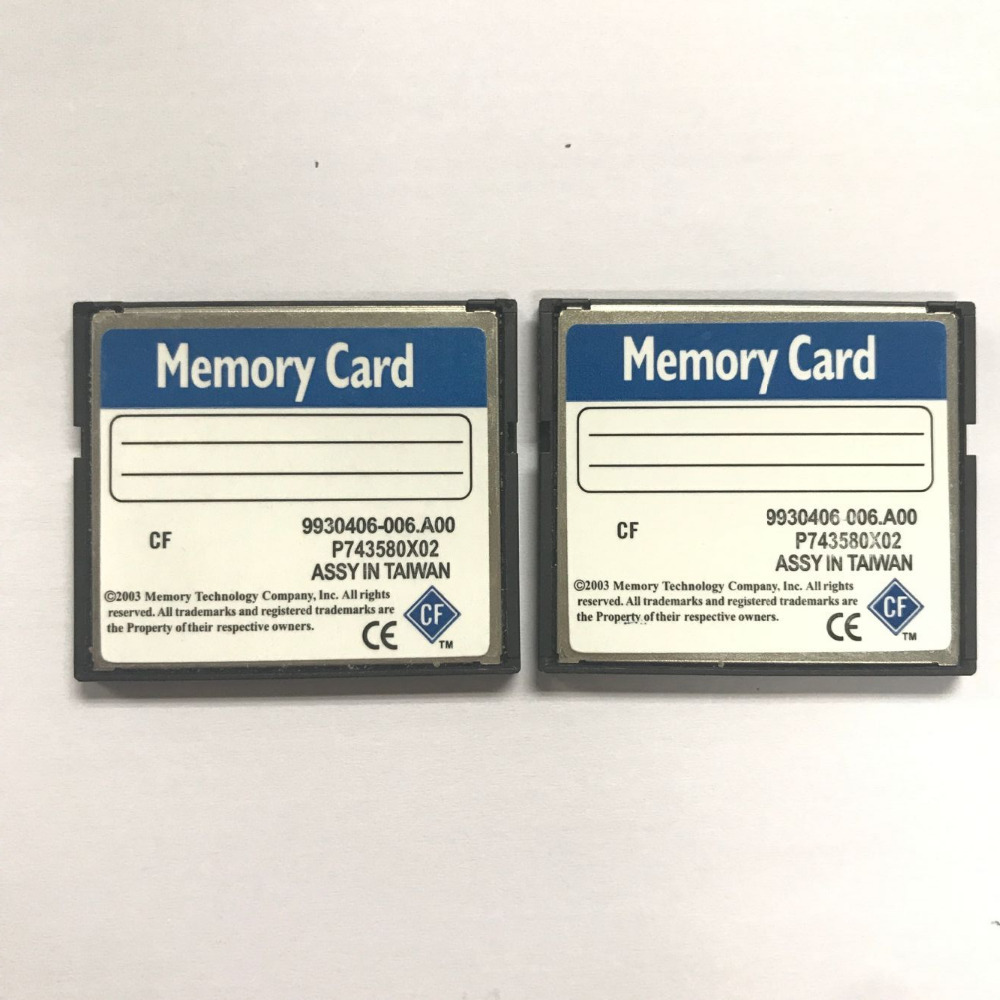 Memory Card
CF
9930406-006.A00
P743580X02
ASSY IN TAIWAN
©2003 Memory Technology Company, Inc. All rights
reserved. All trademarks and registered trademarks are
the Property of their respective owners.
CE
CF
TM
Memory Card
CF
9930406-006.A00
P743580X02
ASSY IN TAIWAN
©2003 Memory Technology Company, Inc. All rights
reserved. All trademarks and registered trademarks are
the Property of their respective owners.
CE
CF
TM